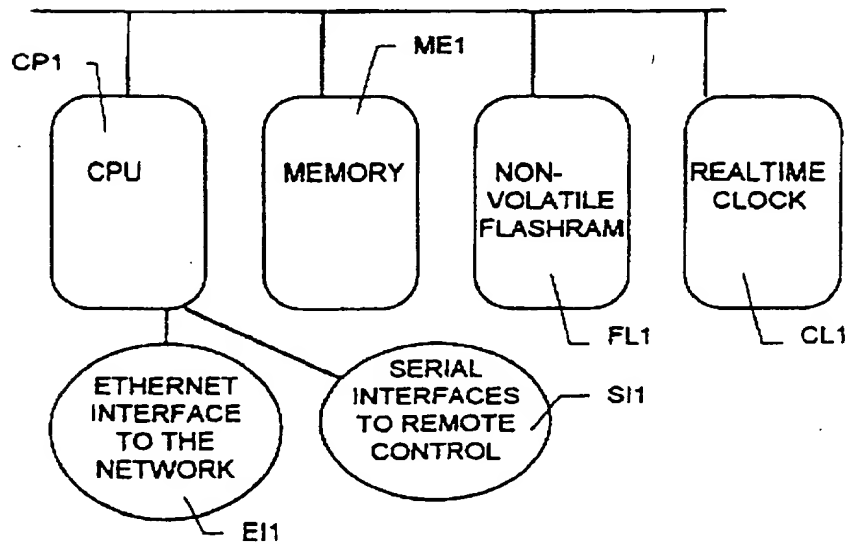 CP1
ME1
CPU
MEMORY
NON-
VOLATILE
FLASHRAM
REALTIME
CLOCK
FL1
CL1
ETHERNET
INTERFACE
TO THE
NETWORK
EI1
SERIAL
INTERFACES
TO REMOTE
CONTROL
SI1